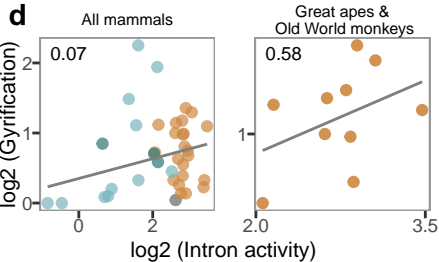 d
All mammals
Great apes &
Old World monkeys
log2 (Gyrification)
0.07
0.58
2
1
0
1
0
2
2.0
3.5
log2 (Intron activity)